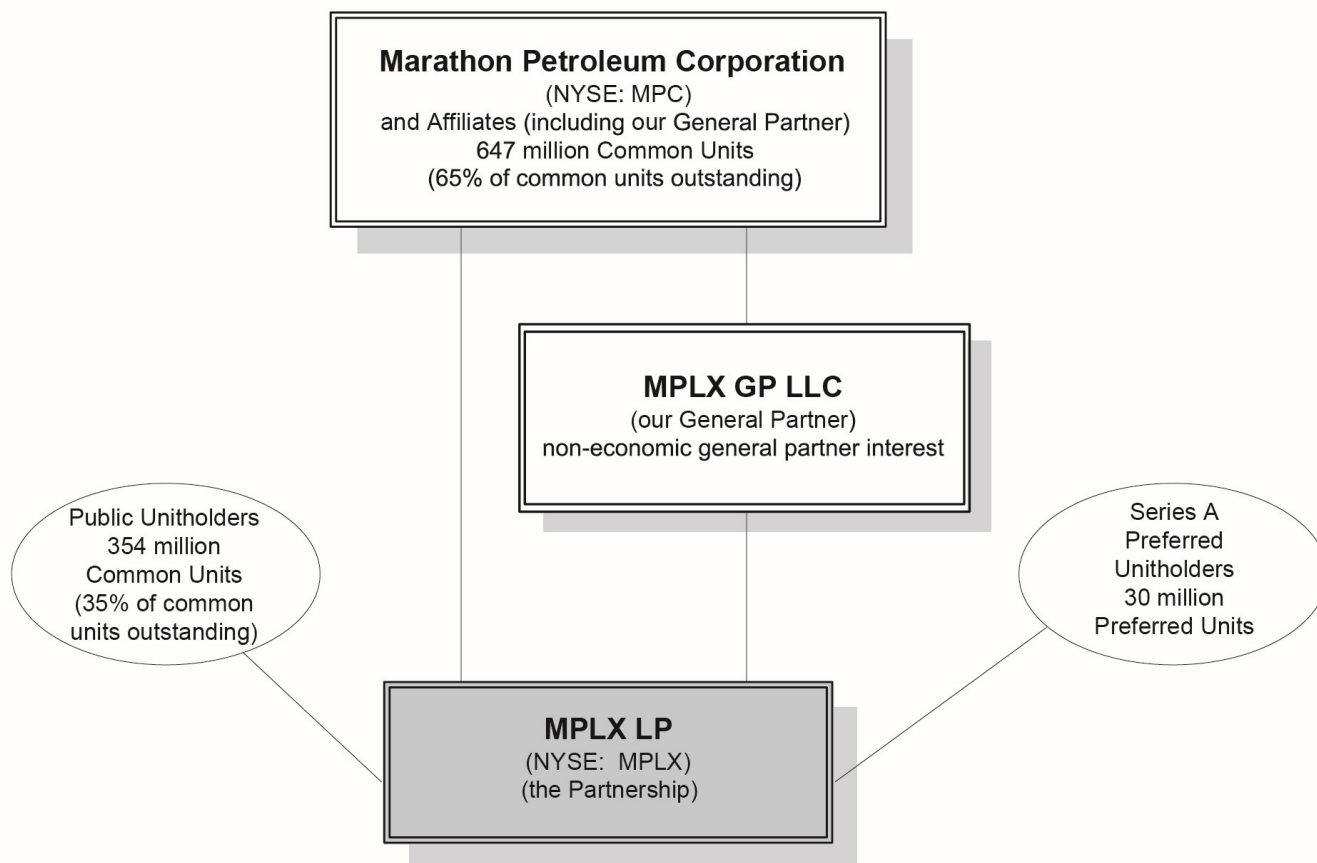 Marathon Petroleum Corporation
(NYSE: MPC)
and Affiliates (including our General Partner)
647 million Common Units
(65% of common units outstanding)
MPLX GP LLC
(our General Partner)
non-economic general partner interest
Public Unitholders
354 million
Common Units
(35% of common
units outstanding)
Series A
Preferred
Unitholders
30 million
Preferred Units
MPLX LP
(NYSE:  MPLX)
(the Partnership)